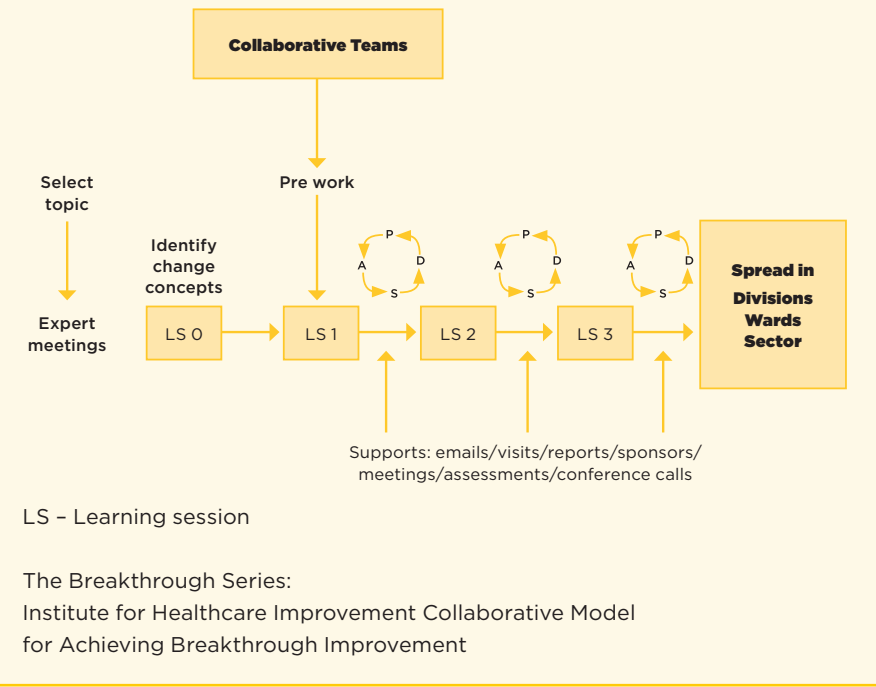 Collaborative Teams
Select
topic
Pre work
Identify
change
concepts
Expert
meetings
LS 0
LS 1
LS 2
LS 3
P
A
D
S
P
A
D
S
P
A
D
S
Spread in
Divisions
Wards
Sector
Supports: emails/visits/reports/sponsors/
meetings/assessments/conference calls
LS – Learning session
The Breakthrough Series:
Institute for Healthcare Improvement Collaborative Model
for Achieving Breakthrough Improvement